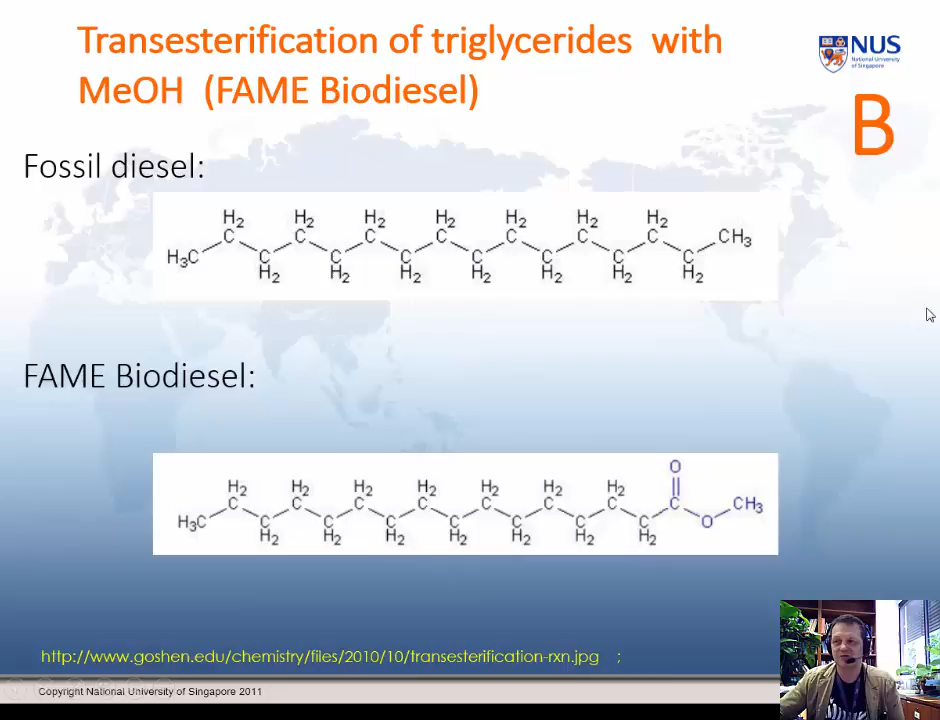 Transesterification of triglycerides with
MeOH (FAME Biodiesel)
NUS
National University
of Singapore
B
Fossil diesel:
H2 H2 H2 H2 H2 H2 H2
C C C C C C C CH3
H3C C C C C C C C
H2 H2 H2 H2 H2 H2 H2
FAME Biodiesel:
O
H2 H2 H2 H2 H2 H2 H2
C C C C C C C C CH3
H3C C C C C C C C O
H2 H2 H2 H2 H2 H2 H2
http://www.goshen.edu/chemistry/files/2010/10/transesterification-rxn.jpg ;
Copyright National University of Singapore 2011